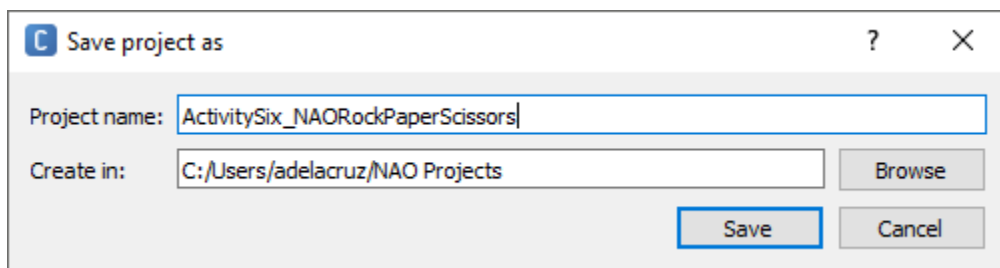 C Save project as ?
Project name: ActivitySix_NAORockPaperScissors
Create in: C:/Users/adelacruz/NAO Projects Browse
Save Cancel